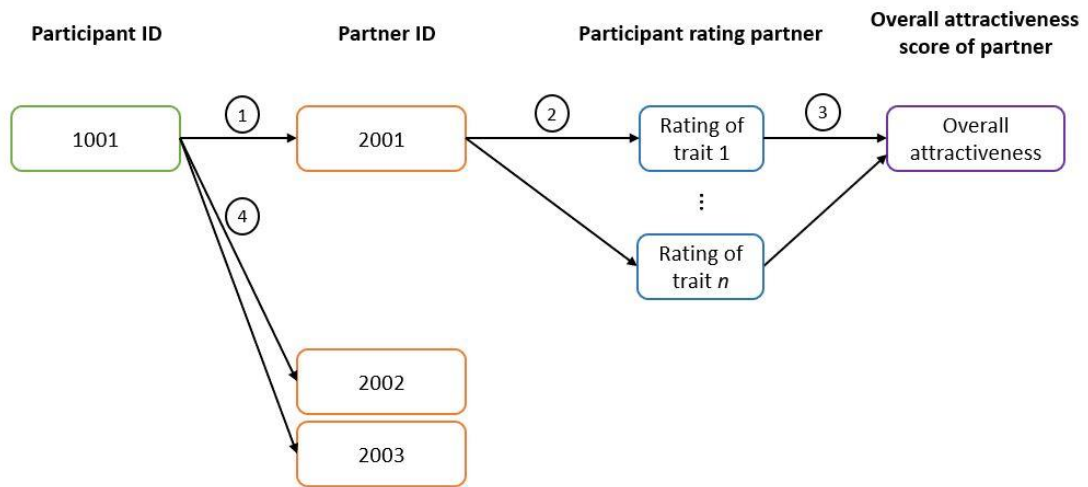 Participant ID
Partner ID
Participant rating partner
Overall attractiveness
score of partner
1001
1
2001
2
Rating of
trait 1
3
Overall
attractiveness
4
⋮
Rating of
trait n
2002
2003